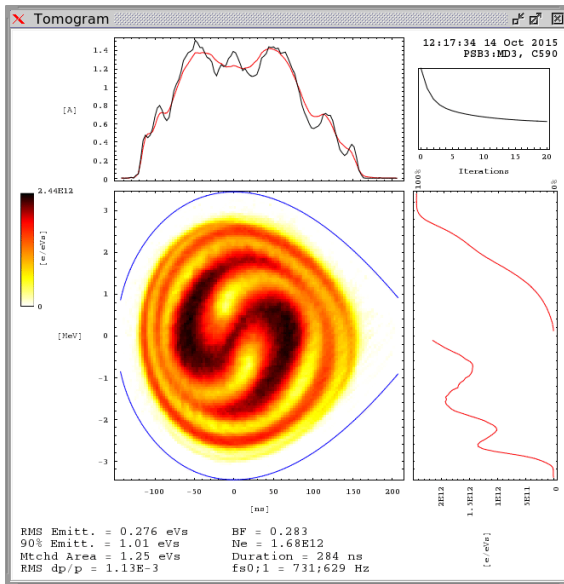 Tomogram
12:17:34 14 Oct 2015
PSB3:MD3, C590
1.4
1.2
1
0.8
0.6
0.4
0.2
0
[A]
0 5 10 15 20
Iterations
100%
0%
2.44E12
[e/eVs]
0
3
2
1
0
-1
-2
-3
[MeV]
-100 -50 0 50 100 150 200
[ns]
2E12
1.5E12
1E12
5E11
0
[e/eVs]
RMS Emitt. = 0.276 eVs BF = 0.283
90% Emitt. = 1.01 eVs Ne = 1.68E12
Mtchd Area = 1.25 eVs Duration = 284 ns
RMS dp/p = 1.13E-3 fs0;1 = 731;629 Hz